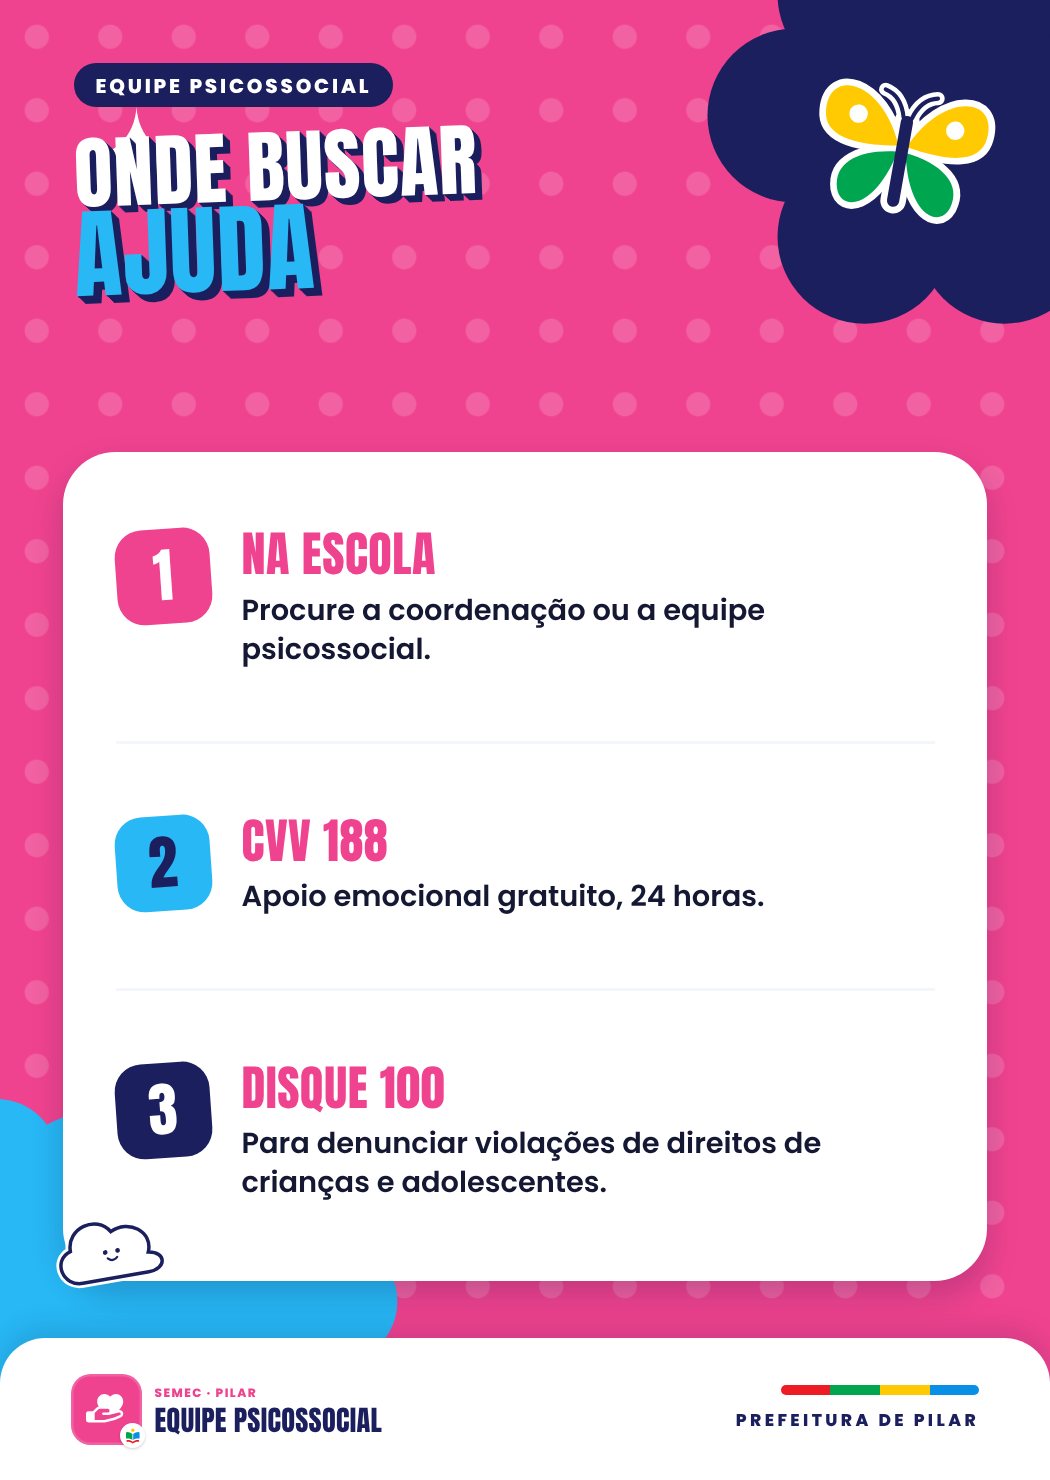 EQUIPE PSICOSSOCIAL
ONDE BUSCAR
AJUDA
1
NA ESCOLA
Procure a coordenação ou a equipe
psicossocial.
2
CVV 188
Apoio emocional gratuito, 24 horas.
3
DISQUE 100
Para denunciar violações de direitos de
crianças e adolescentes.
SEMEC · PILAR
EQUIPE PSICOSSOCIAL
PREFEITURA DE PILAR